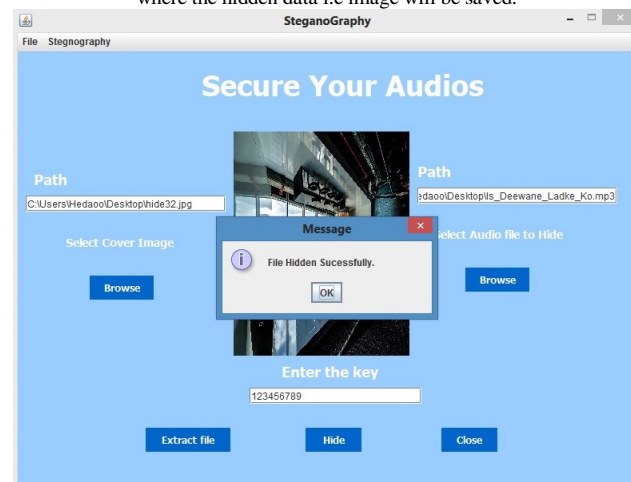 where the hidden data i.e image will be saved.
SteganoGraphy
File Stegnography
Secure Your Audios
Path
Path
C:\Users\Hedaoo\Desktop\hide32.jpg
edaoo\Desktop\Is_Deewane_Ladke_Ko.mp3
Message
Select Cover Image
Select Audio file to Hide
File Hidden Sucessfully.
Browse
OK
Browse
Enter the key
123456789
Extract file
Hide
Close